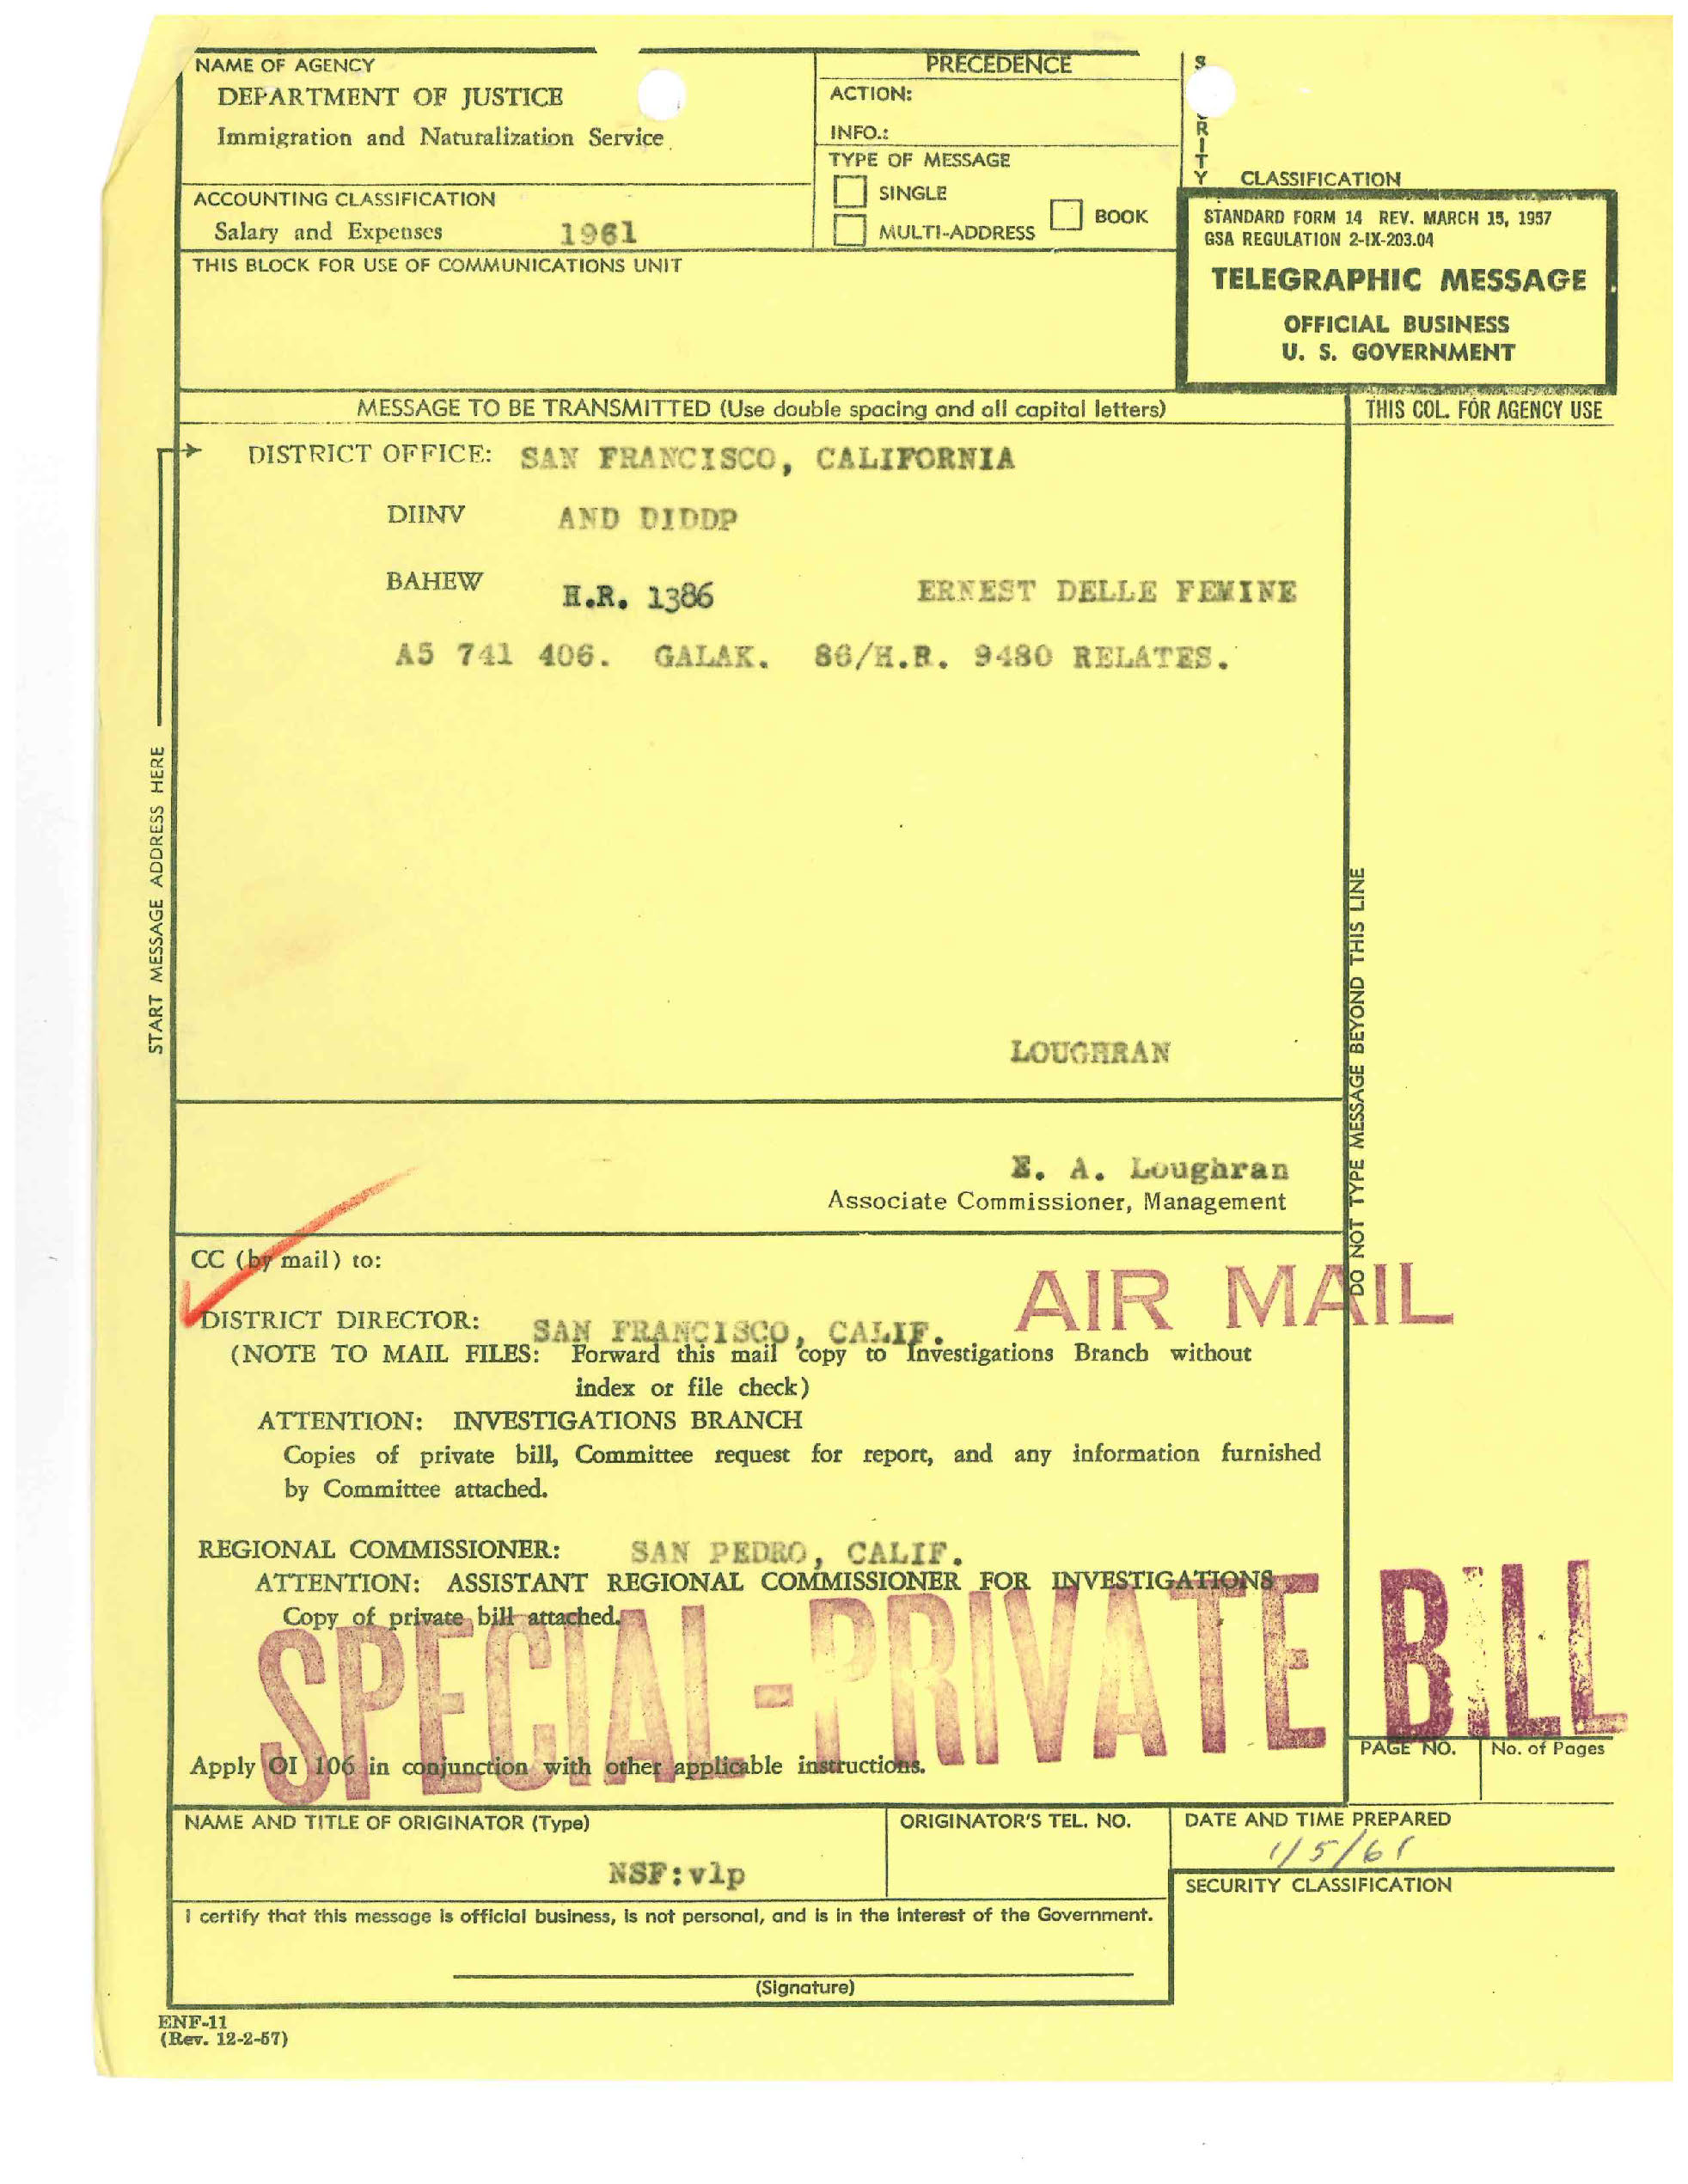 NAME OF AGENCY
DEPARTMENT OF JUSTICE
Immigration and Naturalization Service
PRECEDENCE
ACTION:
INFO.:
TYPE OF MESSAGE
SINGLE
MULTI-ADDRESS
BOOK
CLASSIFICATION
ACCOUNTING CLASSIFICATION
Salary and Expenses 1961
THIS BLOCK FOR USE OF COMMUNICATIONS UNIT
STANDARD FORM 14 REV. MARCH 15, 1957
GSA REGULATION 2-IX-203.04
TELEGRAPHIC MESSAGE
OFFICIAL BUSINESS
U. S. GOVERNMENT
MESSAGE TO BE TRANSMITTED (Use double spacing and all capital letters)
THIS COL. FOR AGENCY USE
START MESSAGE ADDRESS HERE
DISTRICT OFFICE: SAN FRANCISCO, CALIFORNIA
DIINV AND DIDDP
BAHEW H.R. 1386 ERNEST DELLE FEMINE
A5 741 406. GALAK. 86/H.R. 9480 RELATES.
LOUGHRAN
DO NOT TYPE MESSAGE BEYOND THIS LINE
E. A. Loughran
Associate Commissioner, Management
CC (by mail) to:
AIR MAIL
DISTRICT DIRECTOR: SAN FRANCISCO, CALIF.
(NOTE TO MAIL FILES: Forward this mail copy to Investigations Branch without
index or file check)
ATTENTION: INVESTIGATIONS BRANCH
Copies of private bill, Committee request for report, and any information furnished
by Committee attached.
REGIONAL COMMISSIONER: SAN PEDRO, CALIF.
ATTENTION: ASSISTANT REGIONAL COMMISSIONER FOR INVESTIGATIONS
Copy of private bill attached.
SPECIAL-PRIVATE BILL
Apply OI 106 in conjunction with other applicable instructions.
PAGE NO.
No. of Pages
NAME AND TITLE OF ORIGINATOR (Type)
NSF:vlp
ORIGINATOR'S TEL. NO.
DATE AND TIME PREPARED
1/5/61
SECURITY CLASSIFICATION
I certify that this message is official business, is not personal, and is in the interest of the Government.
(Signature)
ENF-11
(Rev. 12-2-57)